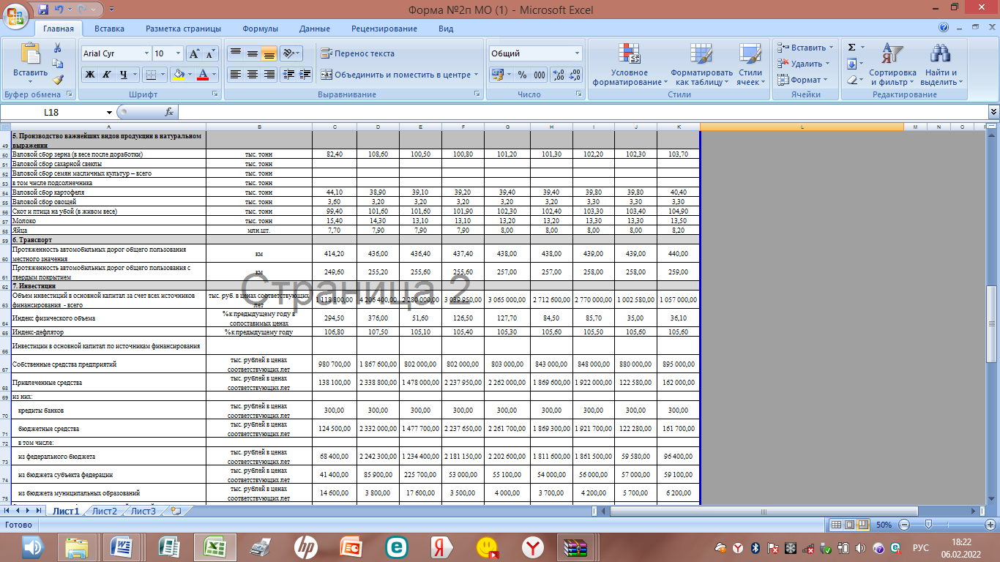 Форма №2п МО (1) - Microsoft Excel
Главная Вставка Разметка страницы Формулы Данные Рецензирование Вид
Вставить
Буфер обмена
Arial Cyr 10
Ж К Ч
Шрифт
Перенос текста
Объединить и поместить в центре
Выравнивание
Общий
% 000
Число
Условное форматирование
Форматировать как таблицу
Стили ячеек
Стили
Вставить
Удалить
Формат
Ячейки
Сортировка и фильтр
Найти и выделить
Редактирование
L18
A B C D E F G H I J K L M N O
49 5. Производство важнейших видов продукции в натуральном выражении
50 Валовой сбор зерна (в весе после доработки) тыс. тонн 82,40 108,60 100,50 100,80 101,20 101,30 102,20 102,30 103,70
51 Валовой сбор сахарной свеклы тыс. тонн
52 Валовой сбор семян масличных культур – всего тыс. тонн
53 в том числе подсолнечника тыс. тонн
54 Валовой сбор картофеля тыс. тонн 44,10 38,90 39,10 39,20 39,40 39,40 39,80 39,80 40,40
55 Валовой сбор овощей тыс. тонн 3,60 3,20 3,20 3,20 3,20 3,20 3,30 3,30 3,30
56 Скот и птица на убой (в живом весе) тыс. тонн 99,40 101,60 101,60 101,90 102,30 102,40 103,30 103,40 104,90
57 Молоко тыс. тонн 15,40 14,30 13,10 13,10 13,20 13,20 13,30 13,30 13,50
58 Яйца млн.шт. 7,70 7,90 7,90 7,90 8,00 8,00 8,00 8,00 8,20
59 6. Транспорт
60 Протяженность автомобильных дорог общего пользования местного значения км 414,20 436,00 436,40 437,40 438,00 438,00 439,00 439,00 440,00
61 Протяженность автомобильных дорог общего пользования с твердым покрытием км 249,60 255,20 255,60 255,60 257,00 257,00 258,00 258,00 259,00
62 7. Инвестиции
Страница 2
63 Объем инвестиций в основной капитал за счет всех источников финансирования - всего тыс. руб. в ценах соответствующих лет 1 118 800,00 4 206 400,00 2 280 000,00 3 039 950,00 3 065 000,00 2 712 600,00 2 770 000,00 1 002 580,00 1 057 000,00
64 Индекс физического объема % к предыдущему году в сопоставимых ценах 294,50 376,00 51,60 126,50 127,70 84,50 85,70 35,00 36,10
65 Индекс-дефлятор % к предыдущему году 106,80 107,50 105,10 105,40 105,30 105,60 105,50 105,60 105,60
66 Инвестиции в основной капитал по источникам финансирования
67 Собственные средства предприятий тыс. рублей в ценах соответствующих лет 980 700,00 1 867 600,00 802 000,00 802 000,00 803 000,00 843 000,00 848 000,00 880 000,00 895 000,00
68 Привлеченные средства тыс. рублей в ценах соответствующих лет 138 100,00 2 338 800,00 1 478 000,00 2 237 950,00 2 262 000,00 1 869 600,00 1 922 000,00 122 580,00 162 000,00
69 из них:
70 кредиты банков тыс. рублей в ценах соответствующих лет 300,00 300,00 300,00 300,00 300,00 300,00 300,00 300,00 300,00
71 бюджетные средства тыс. рублей в ценах соответствующих лет 124 500,00 2 332 000,00 1 477 700,00 2 237 650,00 2 261 700,00 1 869 300,00 1 921 700,00 122 280,00 161 700,00
72 в том числе:
73 из федерального бюджета тыс. рублей в ценах соответствующих лет 68 400,00 2 242 300,00 1 234 400,00 2 181 150,00 2 202 600,00 1 811 600,00 1 861 500,00 59 580,00 96 400,00
74 из бюджета субъекта федерации тыс. рублей в ценах соответствующих лет 41 400,00 85 900,00 225 700,00 53 000,00 55 100,00 54 000,00 56 000,00 57 000,00 59 100,00
75 из бюджета муниципальных образований тыс. рублей в ценах соответствующих лет 14 600,00 3 800,00 17 600,00 3 500,00 4 000,00 3 700,00 4 200,00 5 700,00 6 200,00
Лист1 Лист2 Лист3
Готово 50%
РУС 18:22
06.02.2022